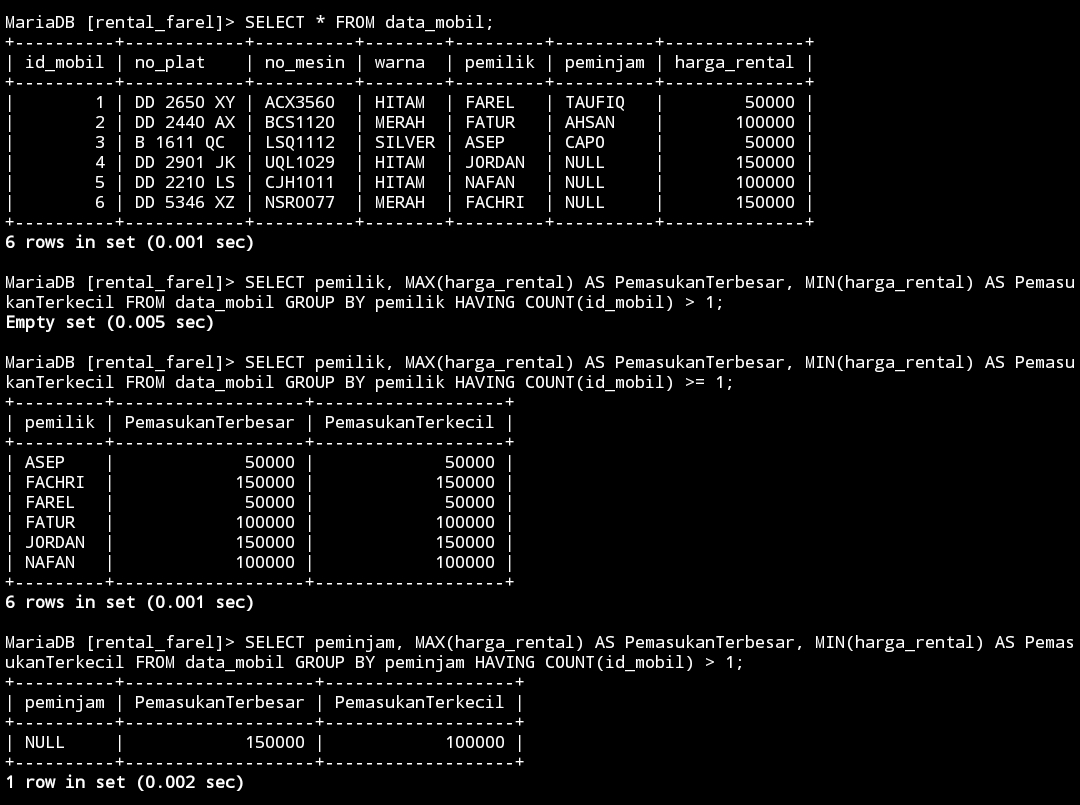 MariaDB [rental_farel]> SELECT * FROM data_mobil;
+----------+------------+----------+--------+---------+----------+--------------+
| id_mobil | no_plat    | no_mesin | warna  | pemilik | peminjam | harga_rental |
+----------+------------+----------+--------+---------+----------+--------------+
|        1 | DD 2650 XY | ACX3560  | HITAM  | FAREL   | TAUFIQ   |        50000 |
|        2 | DD 2440 AX | BCS1120  | MERAH  | FATUR   | AHSAN    |       100000 |
|        3 | B 1611 QC  | LSQ1112  | SILVER | ASEP    | CAPO     |        50000 |
|        4 | DD 2901 JK | UQL1029  | HITAM  | JORDAN  | NULL     |       150000 |
|        5 | DD 2210 LS | CJH1011  | HITAM  | NAFAN   | NULL     |       100000 |
|        6 | DD 5346 XZ | NSR0077  | MERAH  | FACHRI  | NULL     |       150000 |
+----------+------------+----------+--------+---------+----------+--------------+
6 rows in set (0.001 sec)

MariaDB [rental_farel]> SELECT pemilik, MAX(harga_rental) AS PemasukanTerbesar, MIN(harga_rental) AS Pemasu
kanTerkecil FROM data_mobil GROUP BY pemilik HAVING COUNT(id_mobil) > 1;
Empty set (0.005 sec)

MariaDB [rental_farel]> SELECT pemilik, MAX(harga_rental) AS PemasukanTerbesar, MIN(harga_rental) AS Pemasu
kanTerkecil FROM data_mobil GROUP BY pemilik HAVING COUNT(id_mobil) >= 1;
+---------+-------------------+-------------------+
| pemilik | PemasukanTerbesar | PemasukanTerkecil |
+---------+-------------------+-------------------+
| ASEP    |             50000 |             50000 |
| FACHRI  |            150000 |            150000 |
| FAREL   |             50000 |             50000 |
| FATUR   |            100000 |            100000 |
| JORDAN  |            150000 |            150000 |
| NAFAN   |            100000 |            100000 |
+---------+-------------------+-------------------+
6 rows in set (0.001 sec)

MariaDB [rental_farel]> SELECT peminjam, MAX(harga_rental) AS PemasukanTerbesar, MIN(harga_rental) AS Pemas
ukanTerkecil FROM data_mobil GROUP BY peminjam HAVING COUNT(id_mobil) > 1;
+----------+-------------------+-------------------+
| peminjam | PemasukanTerbesar | PemasukanTerkecil |
+----------+-------------------+-------------------+
| NULL     |            150000 |            100000 |
+----------+-------------------+-------------------+
1 row in set (0.002 sec)